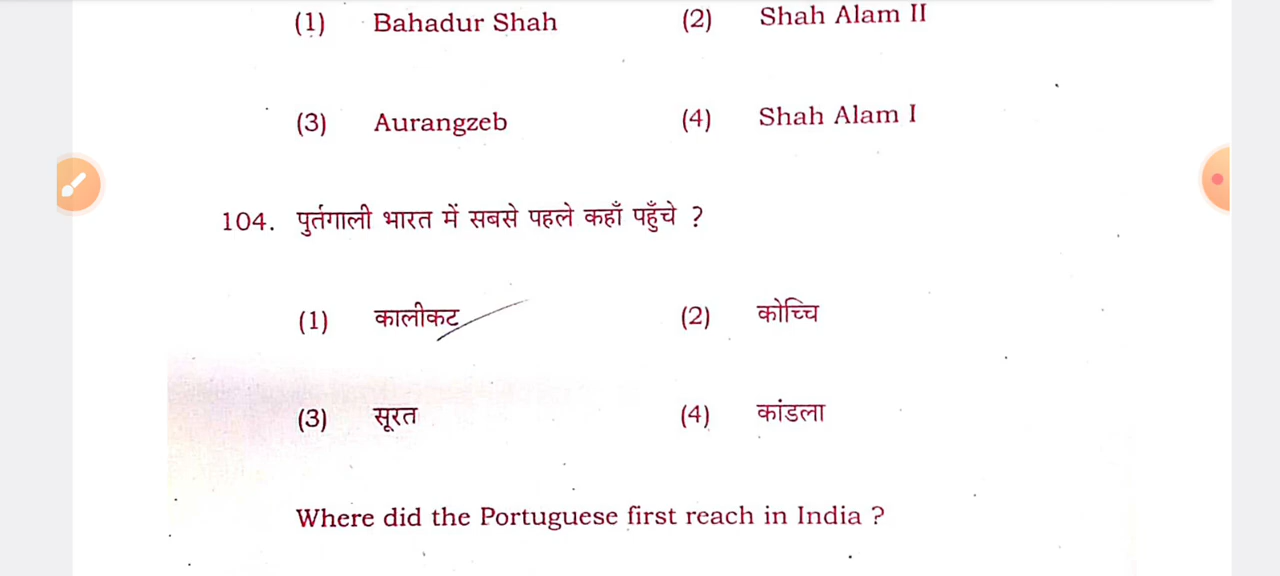 (1) Bahadur Shah (2) Shah Alam II
(3) Aurangzeb (4) Shah Alam I
104. पुर्तगाली भारत में सबसे पहले कहाँ पहुँचे ?
(1) कालीकट (2) कोच्चि
(3) सूरत (4) कांडला
Where did the Portuguese first reach in India ?